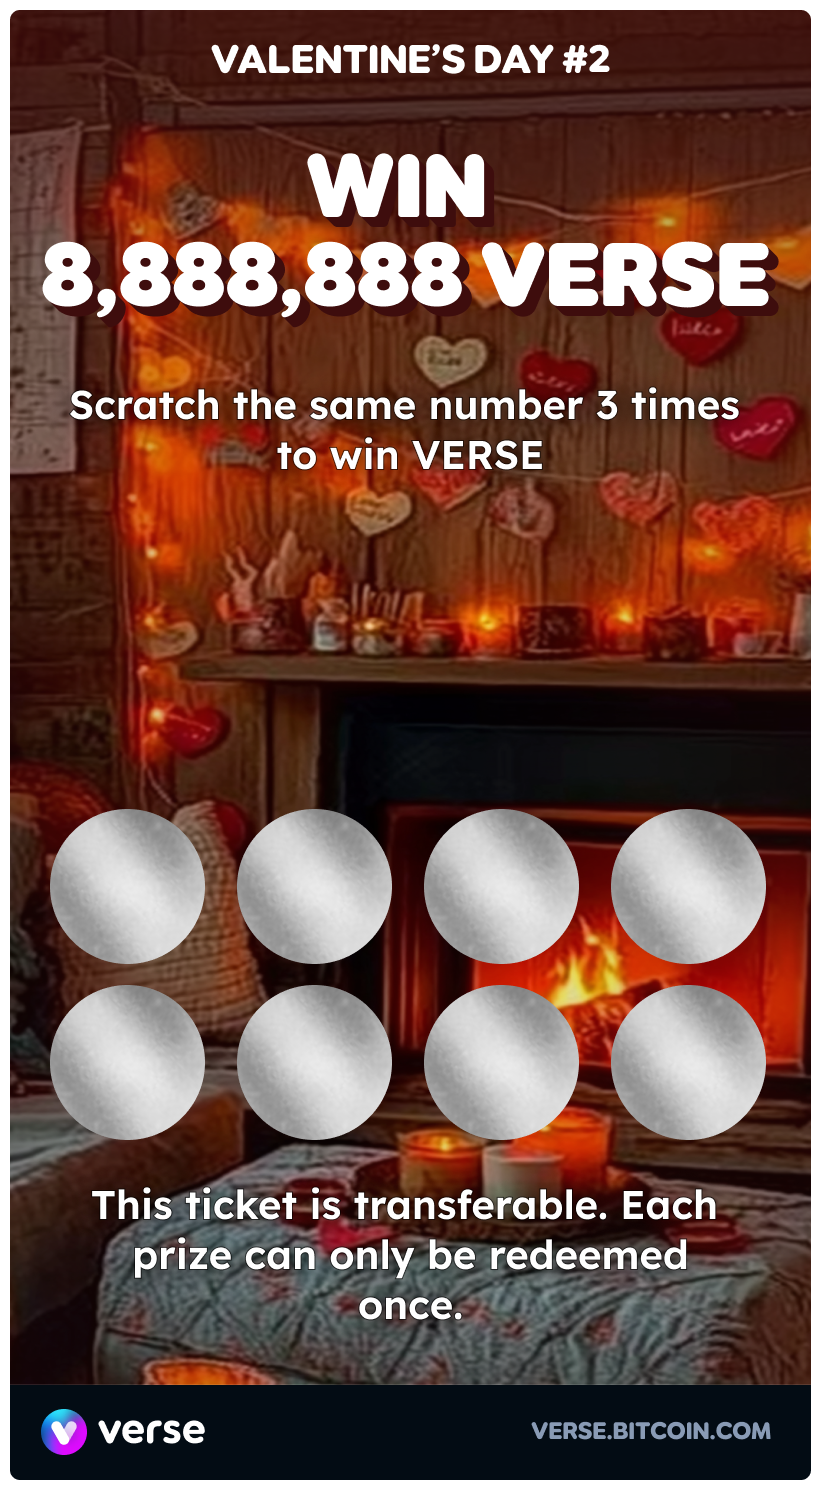 VALENTINE’S DAY #2
WIN
8,888,888 VERSE
Scratch the same number 3 times
to win VERSE
This ticket is transferable. Each
prize can only be redeemed
once.
verse
VERSE.BITCOIN.COM